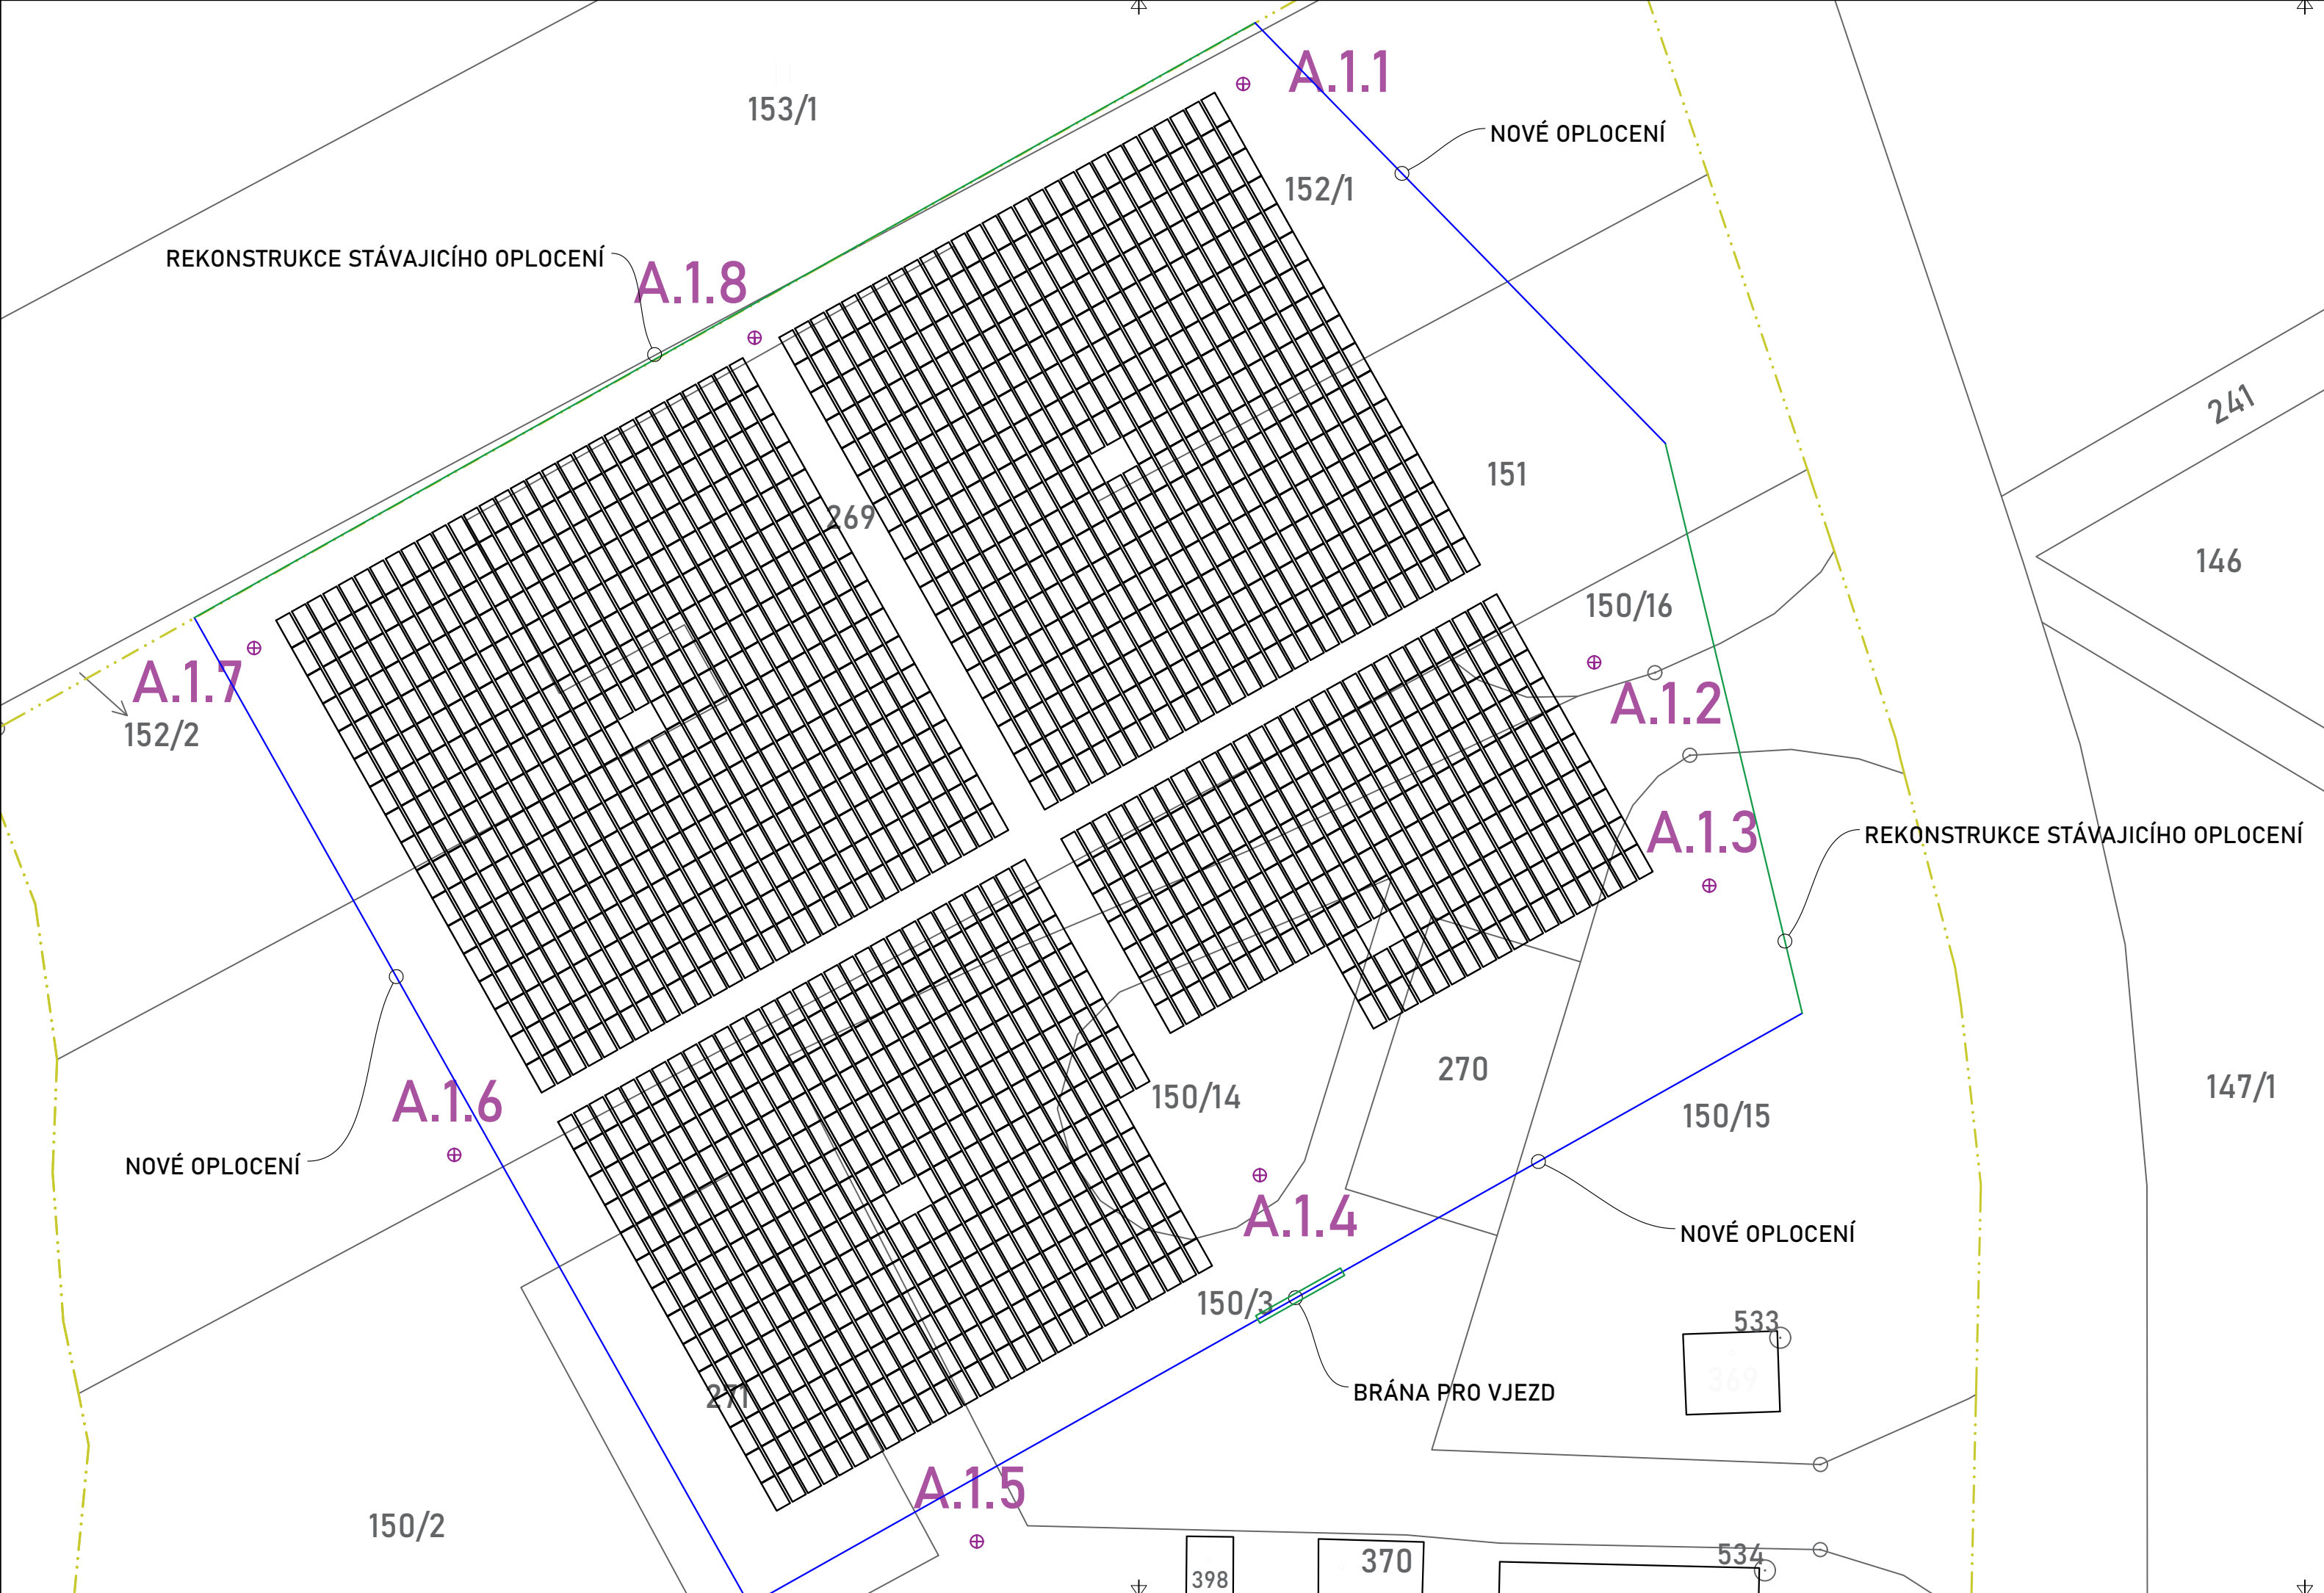 A.1.1
153/1
NOVÉ OPLOCENÍ
152/1
REKONSTRUKCE STÁVAJICÍHO OPLOCENÍ
A.1.8
241
151
269
146
150/16
A.1.7
A.1.2
152/2
A.1.3
REKONSTRUKCE STÁVAJICÍHO OPLOCENÍ
270
147/1
A.1.6
150/14
150/15
NOVÉ OPLOCENÍ
A.1.4
NOVÉ OPLOCENÍ
150/3
533
369
271
BRÁNA PRO VJEZD
A.1.5
150/2
534
370
398